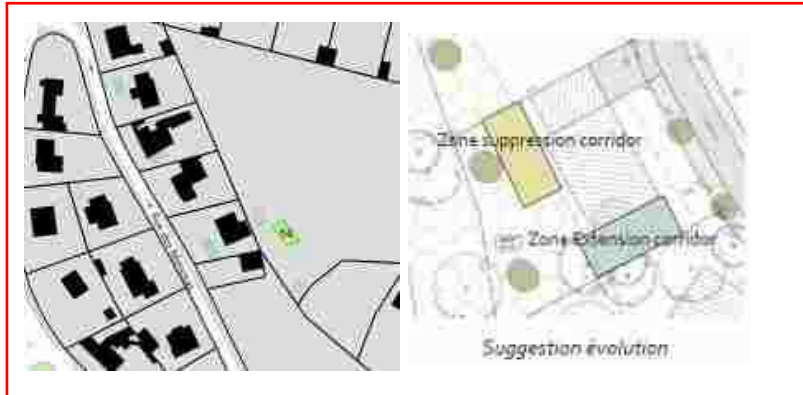 Zone suppression corridor
Zone Extension corridor
Suggestion évolution